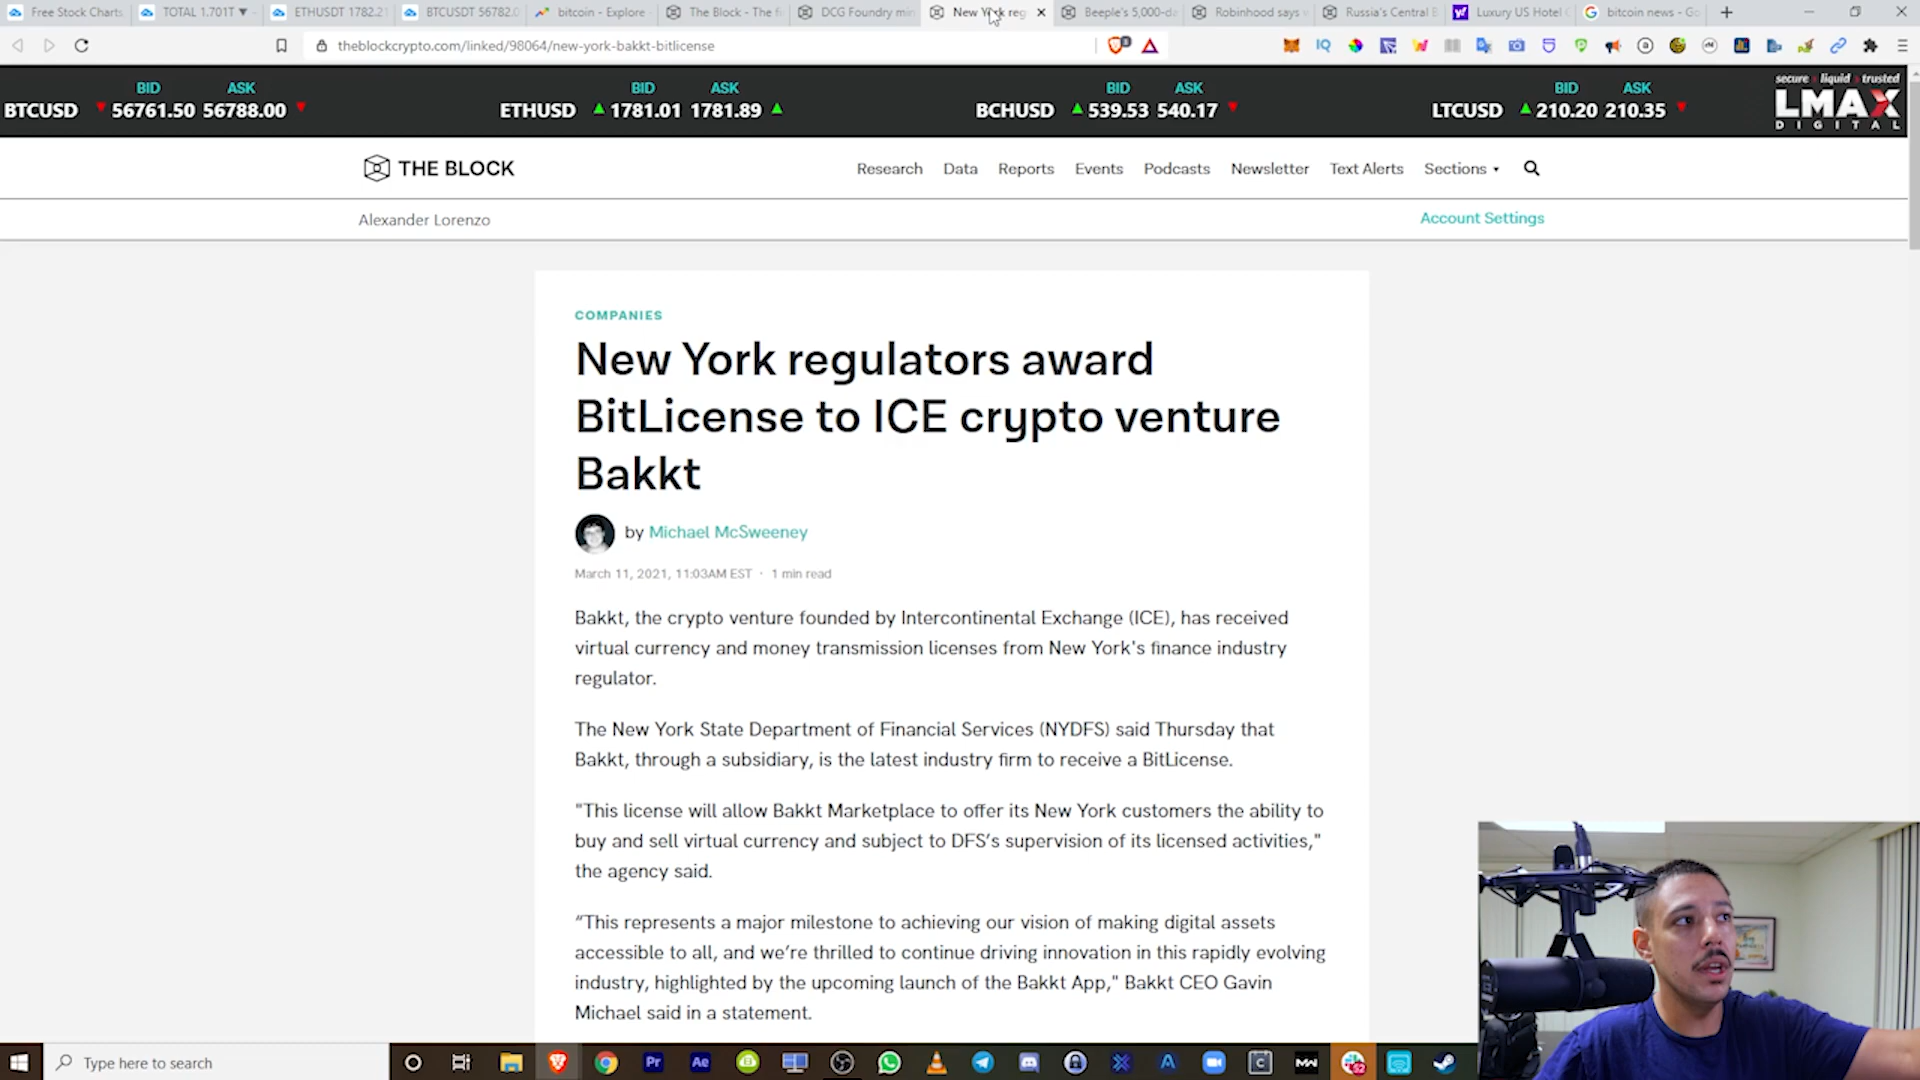 Free Stock Charts
TOTAL 1.701T ▼
ETHUSDT 1782.21
BTCUSDT 56782.0
bitcoin - Explore
The Block - The fi
DCG Foundry min
New York reg
Beeple's 5,000-da
Robinhood says
Russia's Central B
Luxury US Hotel
bitcoin news - Go
theblockcrypto.com/linked/98064/new-york-bakkt-bitlicense
BID ASK
BTCUSD 56761.50 56788.00
BID ASK
ETHUSD 1781.01 1781.89
BID ASK
BCHUSD 539.53 540.17
BID ASK
LTCUSD 210.20 210.35
secure liquid trusted
LMAX
DIGITAL
THE BLOCK
Research Data Reports Events Podcasts Newsletter Text Alerts Sections
Alexander Lorenzo
Account Settings
COMPANIES
New York regulators award
BitLicense to ICE crypto venture
Bakkt
by Michael McSweeney
March 11, 2021, 11:03AM EST · 1 min read
Bakkt, the crypto venture founded by Intercontinental Exchange (ICE), has received
virtual currency and money transmission licenses from New York's finance industry
regulator.
The New York State Department of Financial Services (NYDFS) said Thursday that
Bakkt, through a subsidiary, is the latest industry firm to receive a BitLicense.
"This license will allow Bakkt Marketplace to offer its New York customers the ability to
buy and sell virtual currency and subject to DFS's supervision of its licensed activities,"
the agency said.
“This represents a major milestone to achieving our vision of making digital assets
accessible to all, and we're thrilled to continue driving innovation in this rapidly evolving
industry, highlighted by the upcoming launch of the Bakkt App," Bakkt CEO Gavin
Michael said in a statement.
Type here to search